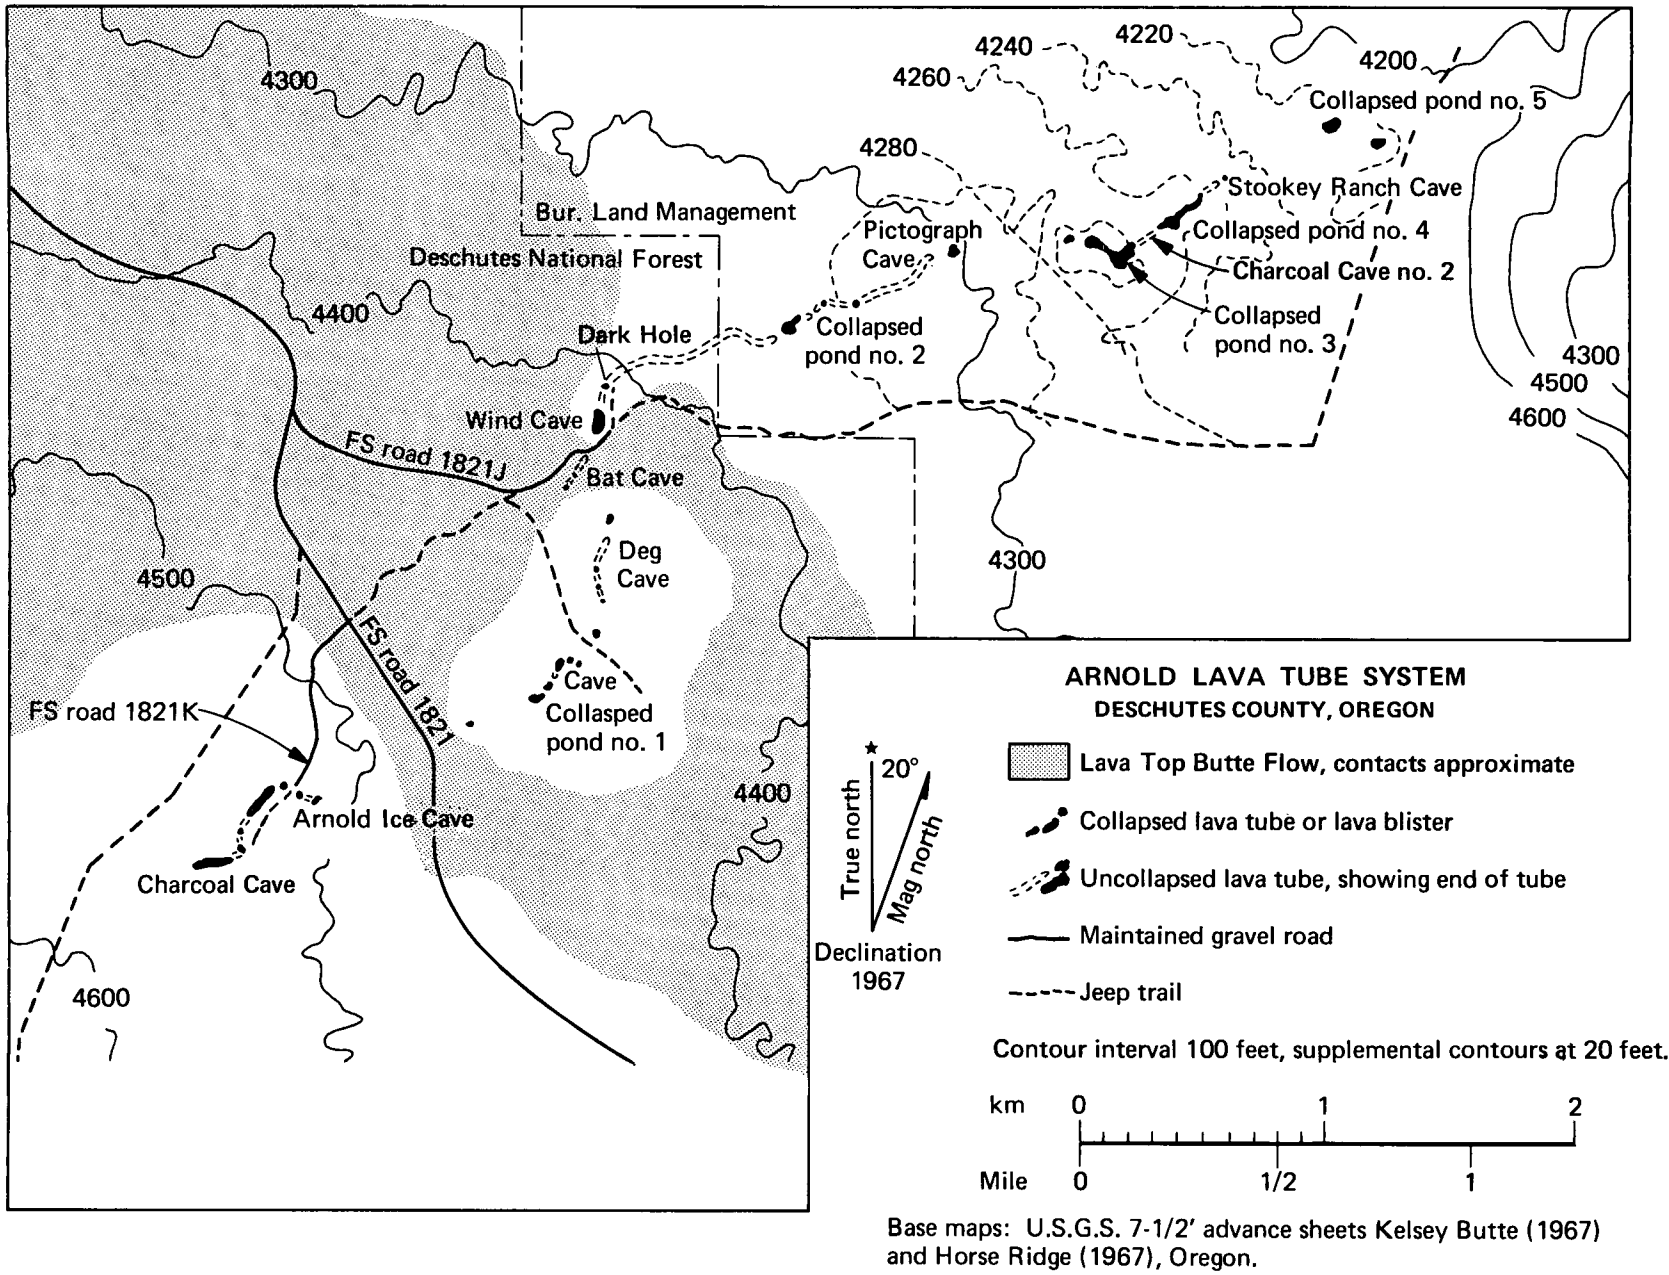 4220
4240
4200
4260
4300
Collapsed pond no. 5
4280
Stookey Ranch Cave
Bur. Land Management
Pictograph
Cave
Collapsed pond no. 4
Deschutes National Forest
Charcoal Cave no. 2
4400
Dark Hole
Collapsed
pond no. 2
Collapsed
pond no. 3
4300
4500
4600
Wind Cave
FS road 1821J
Bat Cave
Deg
Cave
4300
4500
FS road 1821
Cave
FS road 1821K
Collasped
pond no. 1
4400
Arnold Ice Cave
Charcoal Cave
4600
ARNOLD LAVA TUBE SYSTEM
DESCHUTES COUNTY, OREGON
Lava Top Butte Flow, contacts approximate
Collapsed lava tube or lava blister
Uncollapsed lava tube, showing end of tube
Maintained gravel road
Jeep trail
20°
True north
Mag north
Declination
1967
Contour interval 100 feet, supplemental contours at 20 feet.
km 0 1 2
Mile 0 1/2 1
Base maps: U.S.G.S. 7-1/2' advance sheets Kelsey Butte (1967)
and Horse Ridge (1967), Oregon.